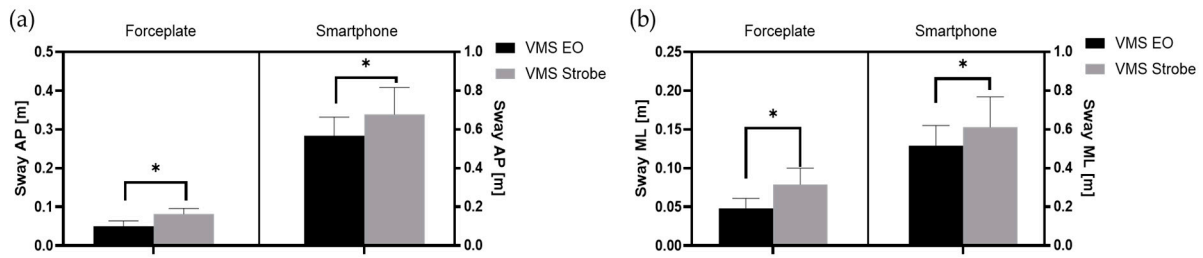 (a)
Forceplate
Smartphone
0.5
0.4
0.3
0.2
0.1
0.0
Sway AP [m]
*
*
1.0
0.8
0.6
0.4
0.2
0.0
Sway AP [m]
VMS EO
VMS Strobe
(b)
Forceplate
Smartphone
0.25
0.20
0.15
0.10
0.05
0.00
Sway ML [m]
*
*
1.0
0.8
0.6
0.4
0.2
0.0
Sway ML [m]
VMS EO
VMS Strobe